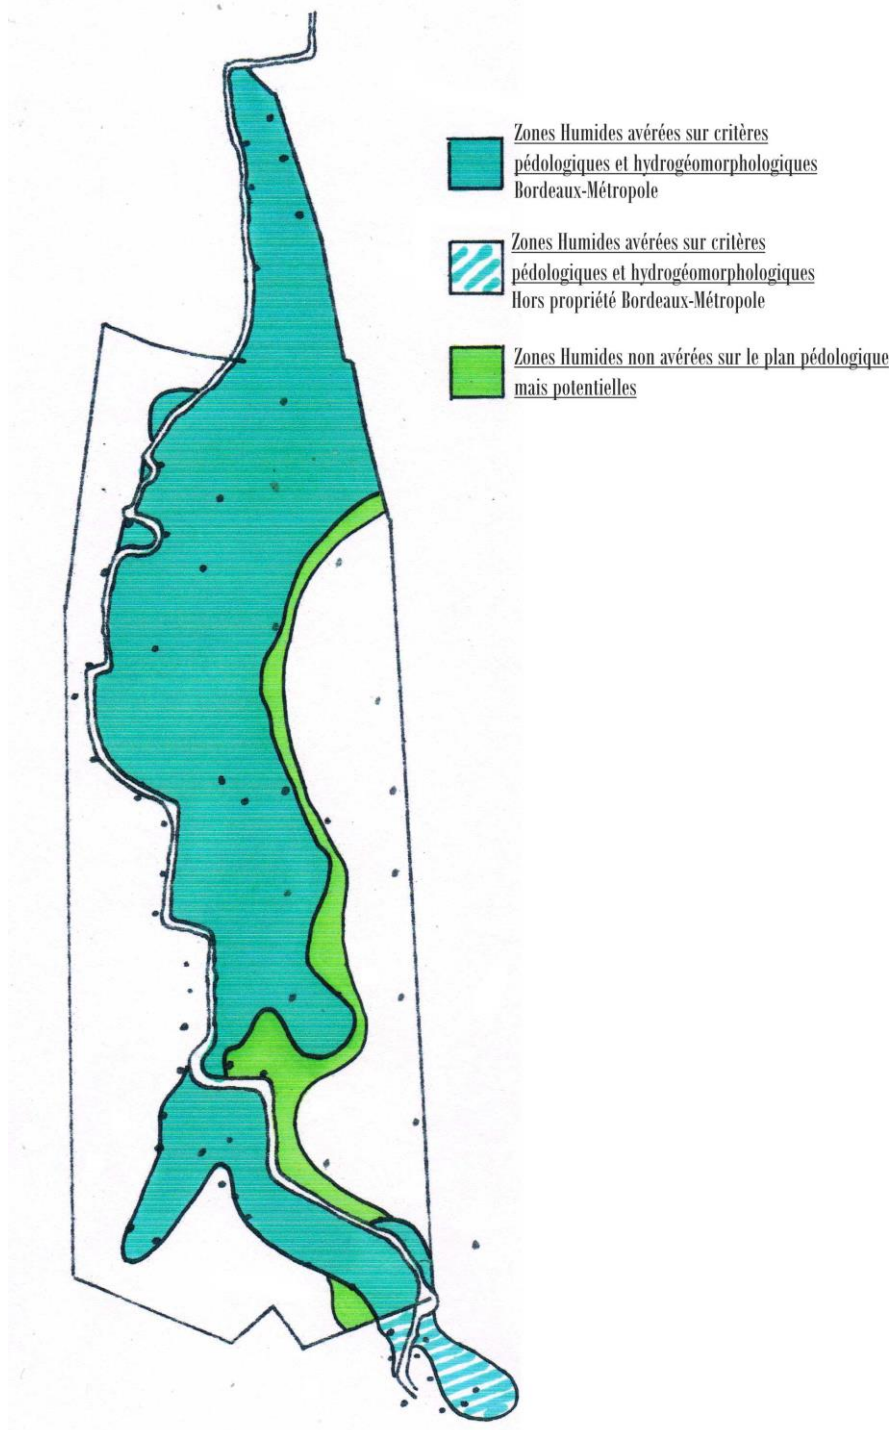 Zones Humides avérées sur critères
pédologiques et hydrogéomorphologiques
Bordeaux-Métropole
Zones Humides avérées sur critères
pédologiques et hydrogéomorphologiques
Hors propriété Bordeaux-Métropole
Zones Humides non avérées sur le plan pédologique
mais potentielles